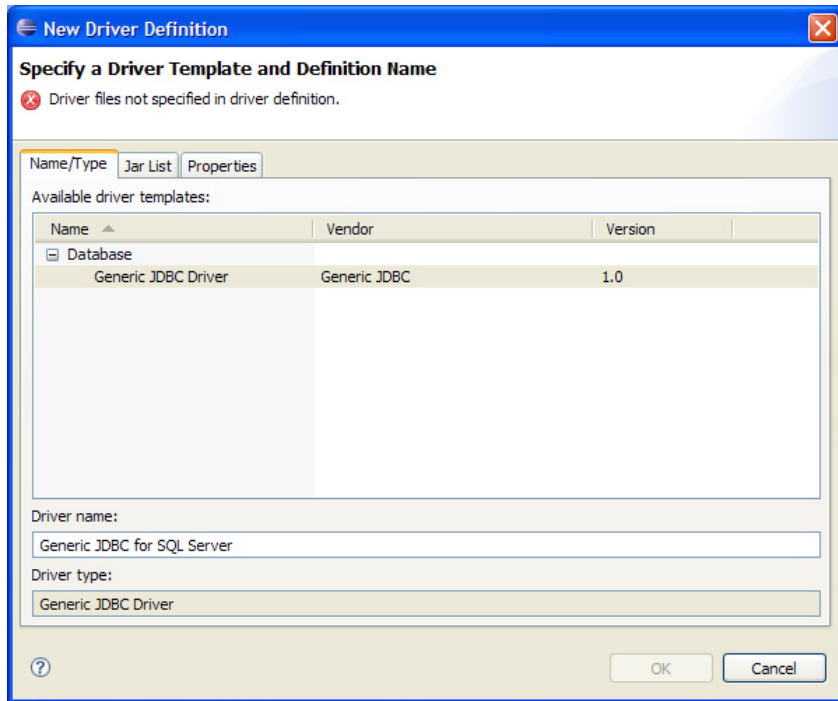 New Driver Definition
Specify a Driver Template and Definition Name
Driver files not specified in driver definition.
Name/Type Jar List Properties
Available driver templates:
Name Vendor Version
Database
Generic JDBC Driver Generic JDBC 1.0
Driver name:
Generic JDBC for SQL Server
Driver type:
Generic JDBC Driver
OK Cancel